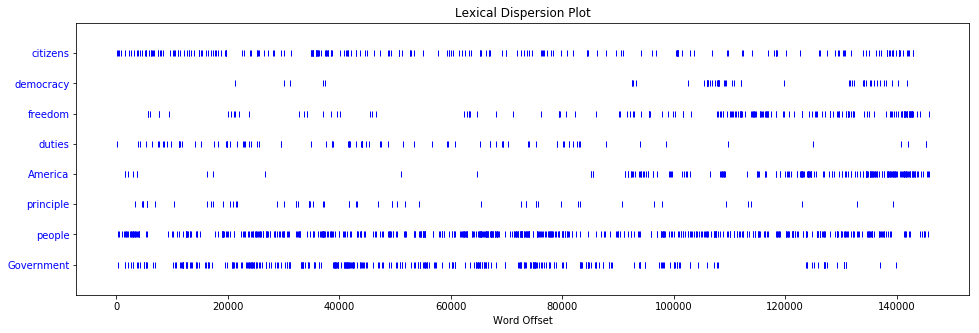 Lexical Dispersion Plot
citizens
democracy
freedom
duties
America
principle
people
Government
0 20000 40000 60000 80000 100000 120000 140000
Word Offset